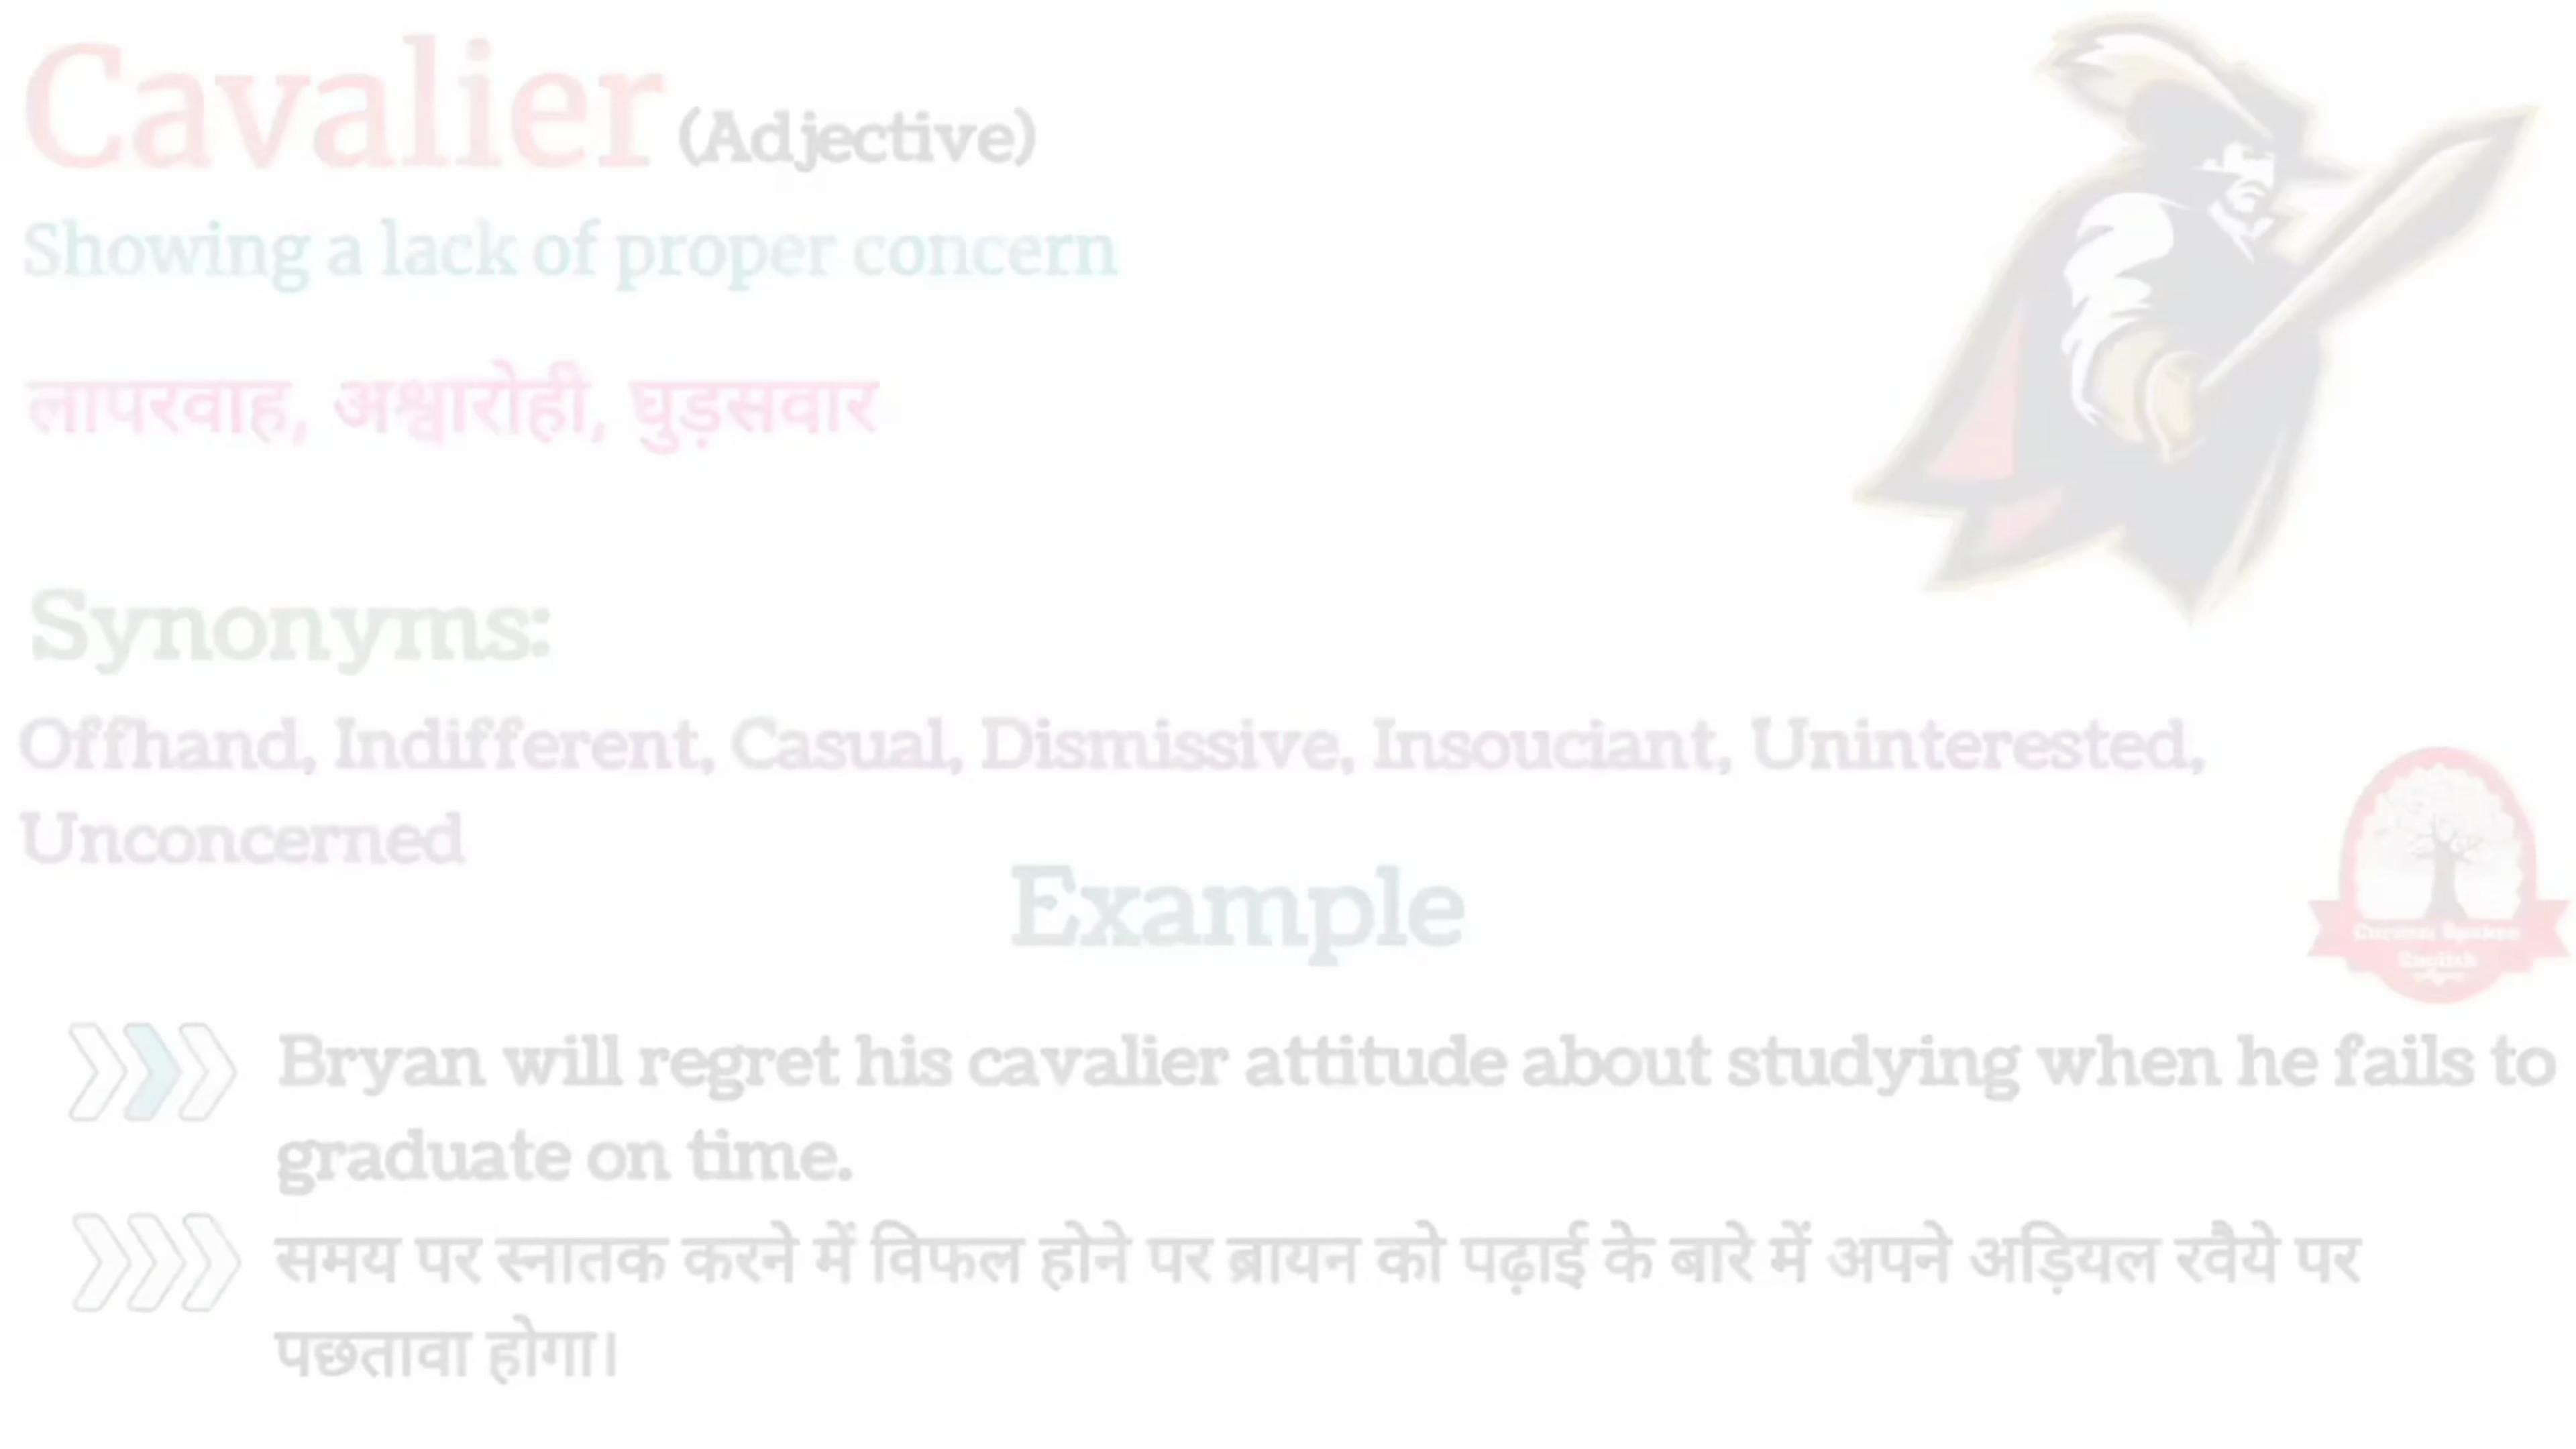 Cavalier (Adjective)
Showing a lack of proper concern
लापरवाह, अश्वारोही, घुड़सवार
Synonyms:
Offhand, Indifferent, Casual, Dismissive, Insouciant, Uninterested,
Unconcerned
Example
Bryan will regret his cavalier attitude about studying when he fails to
graduate on time.
समय पर स्नातक करने में विफल होने पर ब्रायन को पढ़ाई के बारे में अपने अड़ियल रवैये पर
पछतावा होगा।
Spoken
English